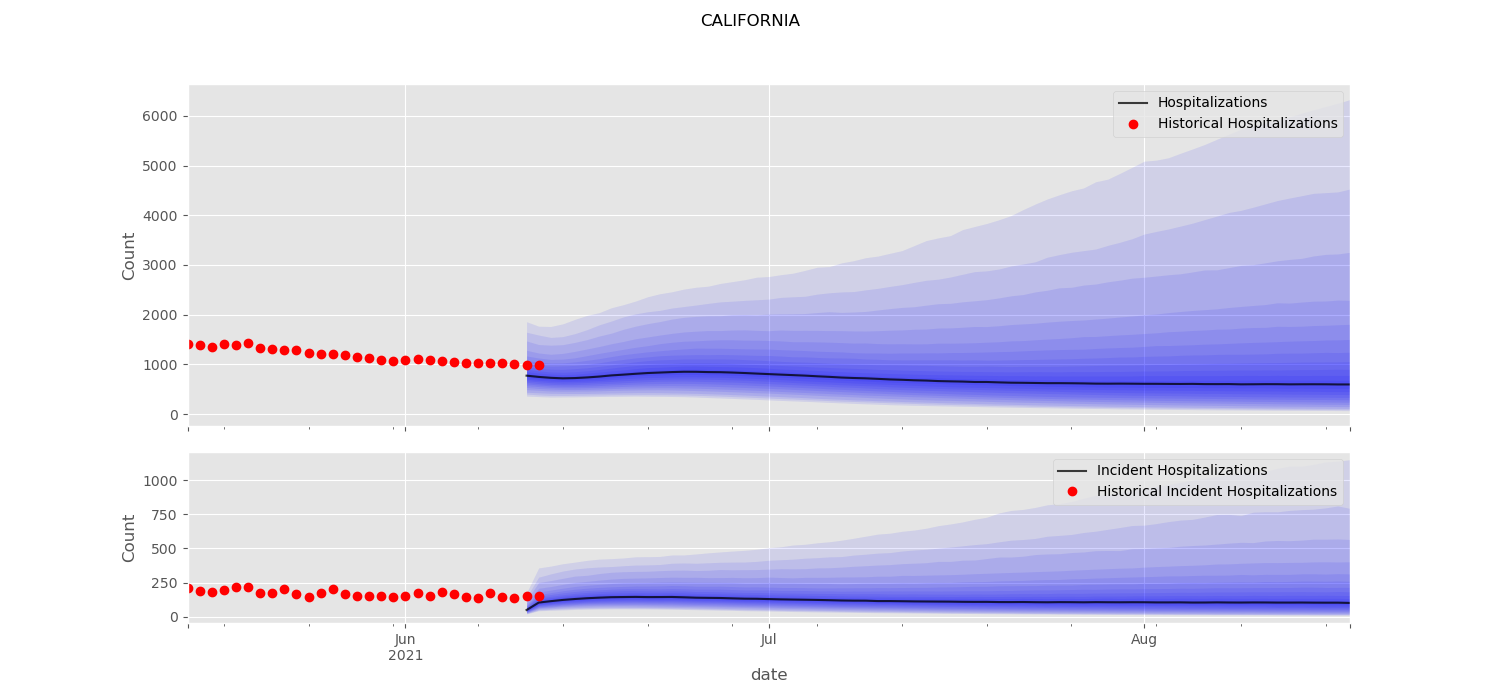 CALIFORNIA
Hospitalizations
Historical Hospitalizations
6000
5000
4000
3000
2000
1000
0
Count
Incident Hospitalizations
Historical Incident Hospitalizations
1000
750
500
250
0
Count
Jun Jul Aug
2021
date